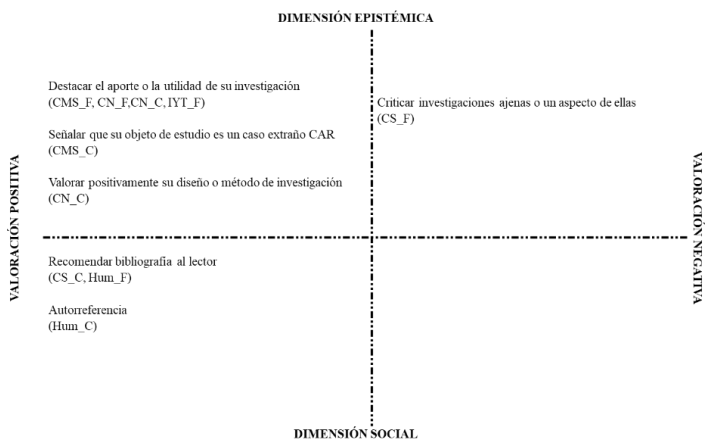 DIMENSIÓN EPISTÉMICA
Destacar el aporte o la utilidad de su investigación
(CMS_F, CN_F,CN_C, IYT_F)
Criticar investigaciones ajenas o un aspecto de ellas
(CS_F)
Señalar que su objeto de estudio es un caso extraño CAR
(CMS_C)
Valorar positivamente su diseño o método de investigación
(CN_C)
VALORACIÓN POSITIVA
VALORACIÓN NEGATIVA
Recomendar bibliografía al lector
(CS_C, Hum_F)
Autorreferencia
(Hum_C)
DIMENSIÓN SOCIAL